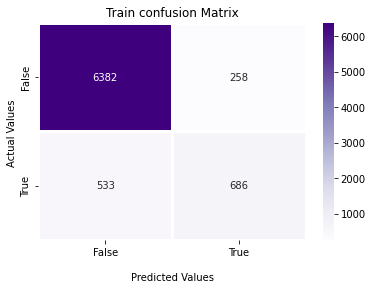 Train confusion Matrix
Actual Values
False
6382
258
True
533
686
False
True
Predicted Values
6000
5000
4000
3000
2000
1000